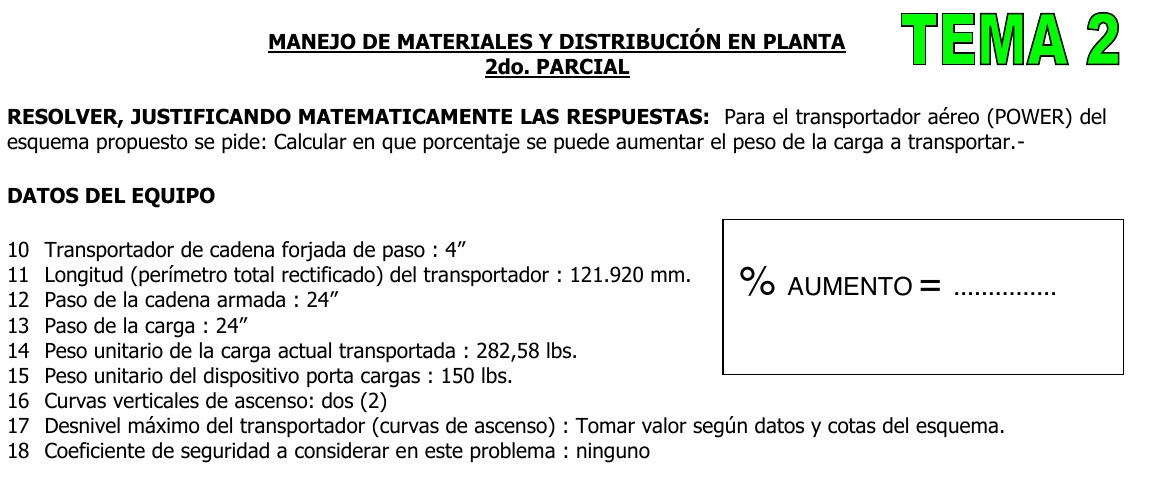 TEMA 2
MANEJO DE MATERIALES Y DISTRIBUCIÓN EN PLANTA
2do. PARCIAL
RESOLVER, JUSTIFICANDO MATEMATICAMENTE LAS RESPUESTAS: Para el transportador aéreo (POWER) del
esquema propuesto se pide: Calcular en que porcentaje se puede aumentar el peso de la carga a transportar.-
DATOS DEL EQUIPO
10 Transportador de cadena forjada de paso : 4”
11 Longitud (perímetro total rectificado) del transportador : 121.920 mm.
12 Paso de la cadena armada : 24”
13 Paso de la carga : 24”
14 Peso unitario de la carga actual transportada : 282,58 lbs.
15 Peso unitario del dispositivo porta cargas : 150 lbs.
16 Curvas verticales de ascenso: dos (2)
17 Desnivel máximo del transportador (curvas de ascenso) : Tomar valor según datos y cotas del esquema.
18 Coeficiente de seguridad a considerar en este problema : ninguno
% AUMENTO = ...............